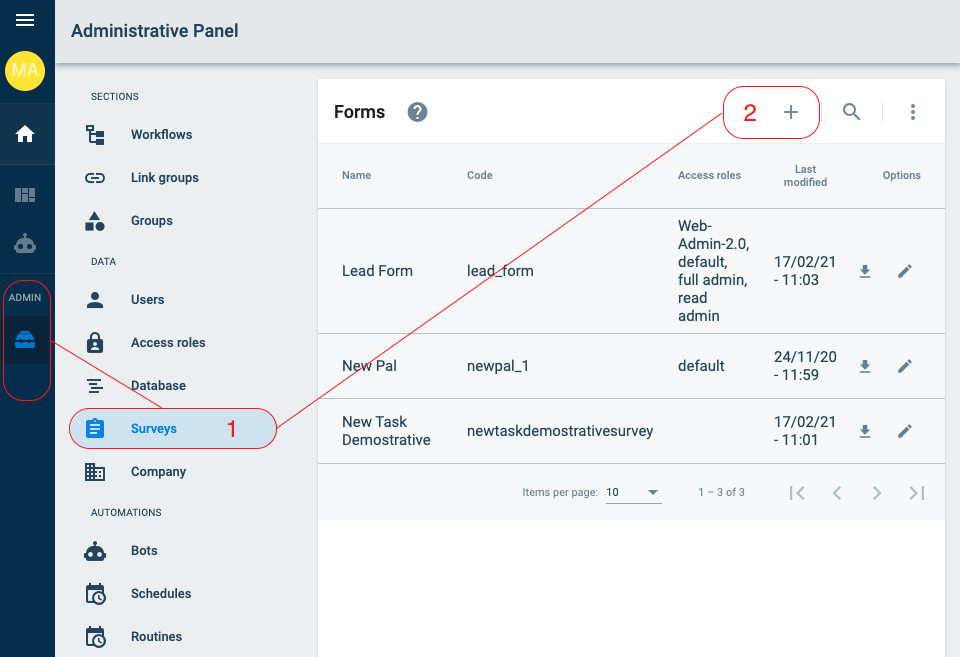 Administrative Panel
MA
ADMIN
SECTIONS
Workflows
Link groups
Groups
DATA
Users
Access roles
Database
Surveys 1
Company
AUTOMATIONS
Bots
Schedules
Routines
Forms ? 2 +
Name Code Access roles Last
modified Options
Lead Form lead_form Web-
Admin-2.0,
default,
full admin,
read
admin 17/02/21
- 11:03
New Pal newpal_1 default 24/11/20
- 11:59
New Task
Demostrative newtaskdemostrativesurvey 17/02/21
- 11:01
Items per page: 10 1 – 3 of 3